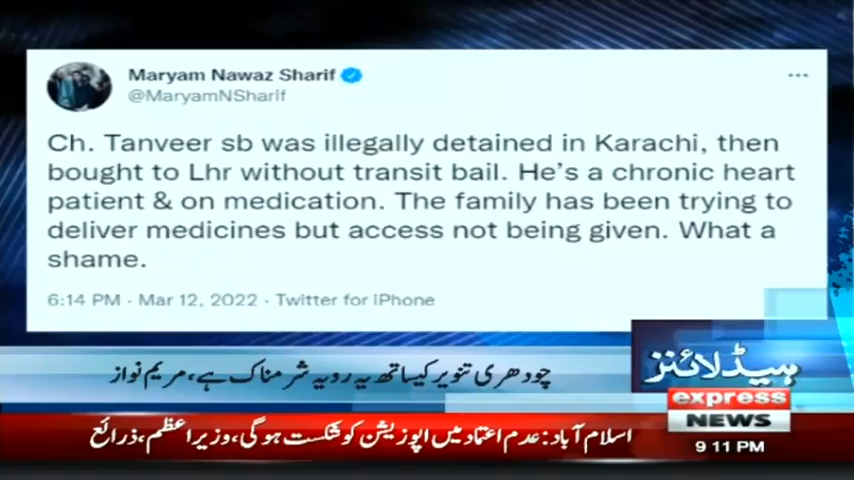 Maryam Nawaz Sharif
@MaryamNSharif
Ch. Tanveer sb was illegally detained in Karachi, then
bought to Lhr without transit bail. He's a chronic heart
patient & on medication. The family has been trying to
deliver medicines but access not being given. What a
shame.
6:14 PM · Mar 12, 2022 · Twitter for iPhone
چودھری تنویر کیساتھ یہ رویہ شرمناک ہے، مریم نواز
ہیڈلائنز
express
NEWS
اسلام آباد: عدم اعتماد میں اپوزیشن کو شکست ہوگی، وزیراعظم، ذرائع
9:11 PM